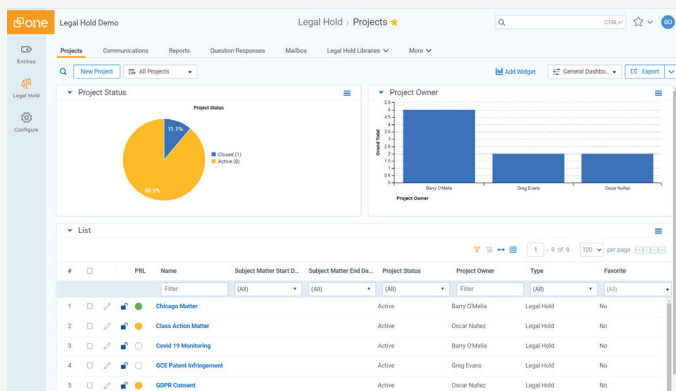 one Legal Hold Demo Legal Hold > Projects CTRL+/ BO
Entities
Legal Hold
Configure
Projects Communications Reports Question Responses Mailbox Legal Hold Libraries More
New Project All Projects Add Widget General Dashbo... Export
Project Status
Project Status
11.1%
88.9%
Closed (1)
Active (8)
Project Owner
Grand Total
5.5
5
4.5
4
3.5
3
2.5
2
1.5
1
0.5
0
Barry O'Melia Greg Evans Oscar Nuñez
Project Owner
List
1 - 9 of 9 100 per page
# PRL Name Subject Matter Start D... Subject Matter End Da... Project Status Project Owner Type Favorite
Filter (All) (All) (All) Filter (All) (All)
1 Chicago Matter Active Barry O'Melia Legal Hold No
2 Class Action Matter Active Oscar Nuñez Legal Hold No
3 Covid 19 Monitoring Active Barry O'Melia Legal Hold No
4 GCE Patent Infringement Active Greg Evans Legal Hold No
5 GDPR Consent Active Oscar Nuñez Legal Hold No